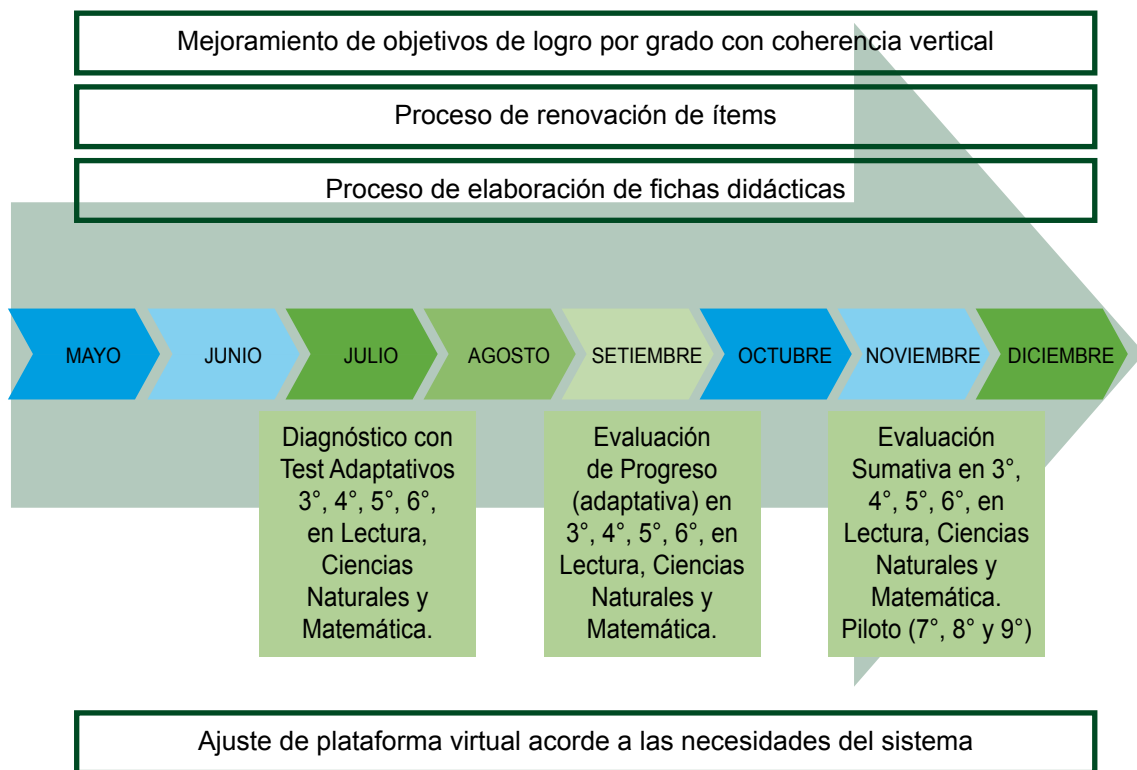 Mejoramiento de objetivos de logro por grado con coherencia vertical
Proceso de renovación de ítems
Proceso de elaboración de fichas didácticas
MAYO
JUNIO
JULIO
AGOSTO
SETIEMBRE
OCTUBRE
NOVIEMBRE
DICIEMBRE
Diagnóstico con
Test Adaptativos
3°, 4°, 5°, 6°,
en Lectura,
Ciencias
Naturales y
Matemática.
Evaluación
de Progreso
(adaptativa) en
3°, 4°, 5°, 6°, en
Lectura, Ciencias
Naturales y
Matemática.
Evaluación
Sumativa en 3°,
4°, 5°, 6°, en
Lectura, Ciencias
Naturales y
Matemática.
Piloto (7°, 8° y 9°)
Ajuste de plataforma virtual acorde a las necesidades del sistema